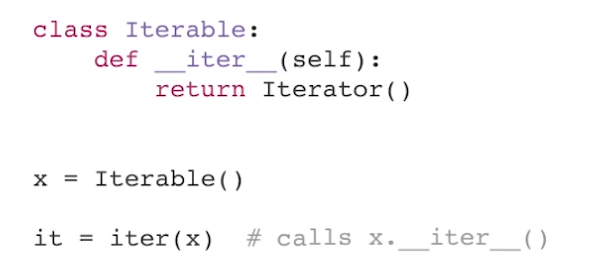 class Iterable:
    def __iter__(self):
        return Iterator()
x = Iterable()
it = iter(x)  # calls x.__iter__()